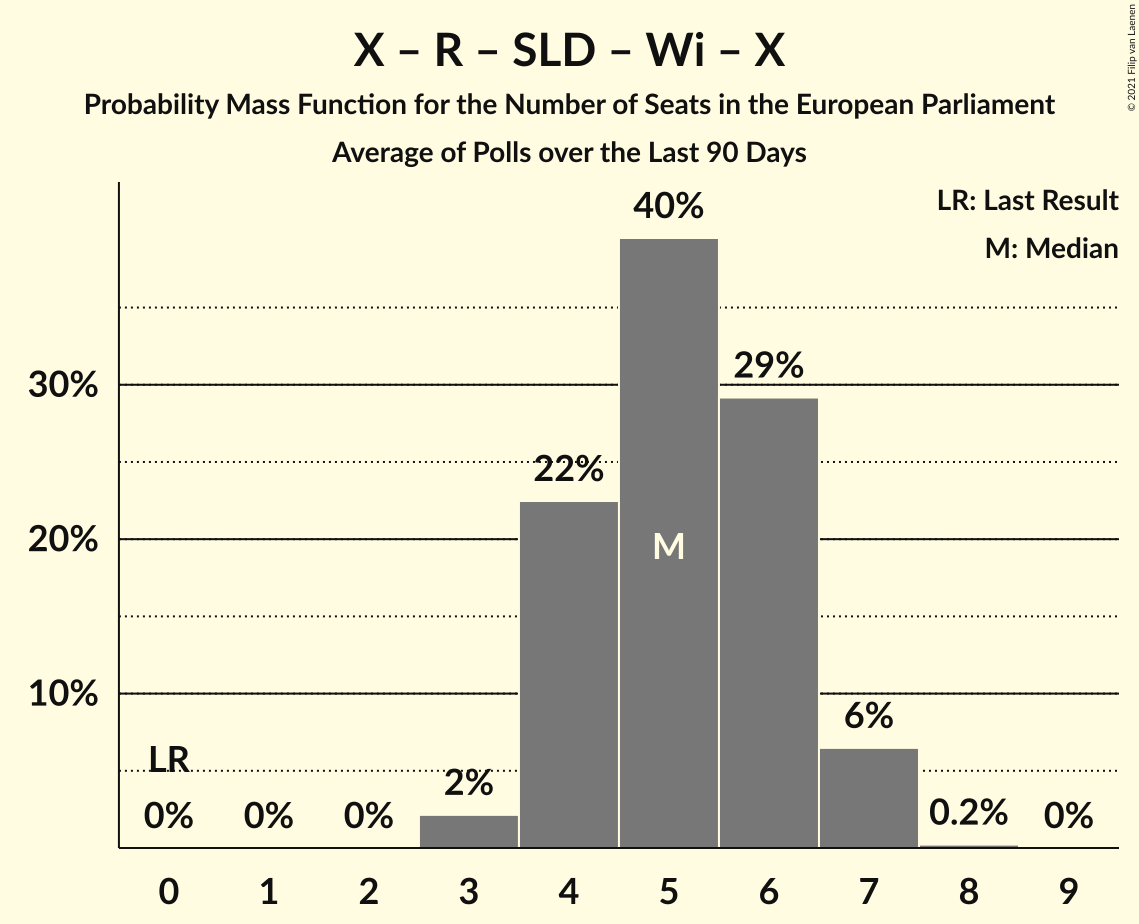 X – R – SLD – Wi – X
Probability Mass Function for the Number of Seats in the European Parliament
Average of Polls over the Last 90 Days
© 2021 Filip van Laenen
LR: Last Result
M: Median
40%
30%
29%
22%
20%
M
10%
6%
LR
2%
0% 0% 0% 0.2% 0%
0 1 2 3 4 5 6 7 8 9